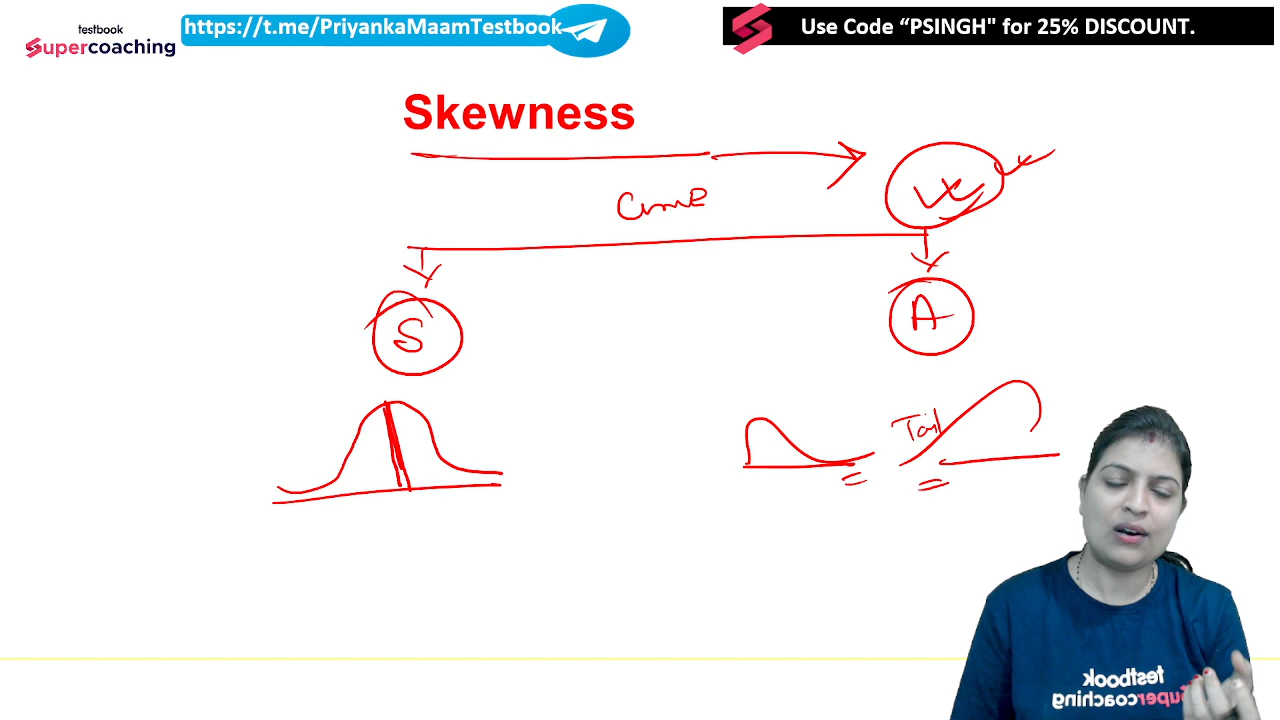 testbook
Supercoaching
https://t.me/PriyankaMaamTestbook
Use Code “PSINGH" for 25% DISCOUNT.
Skewness
Curve
S
A
Tail
testbook
Supercoaching